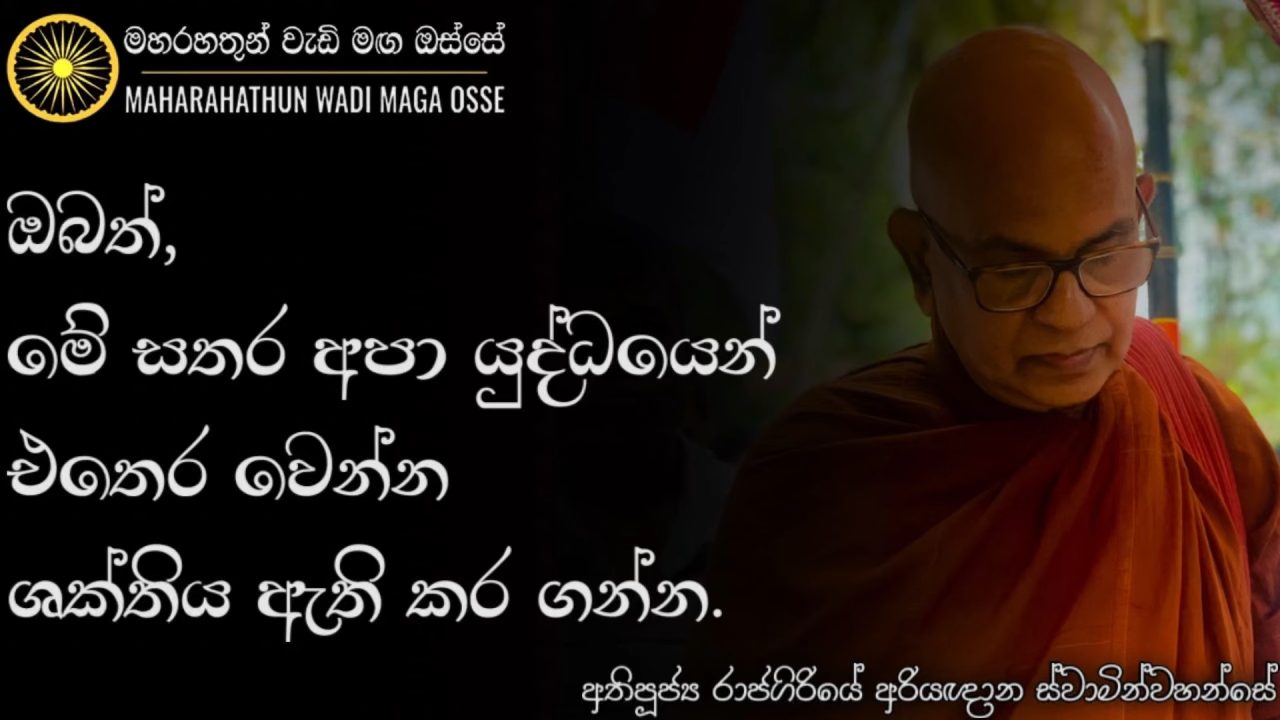 මහරහතුන් වැඩි මඟ ඔස්සේ
MAHARAHATHUN WADI MAGA OSSE
ඔබත්,
මේ සතර අපා යුද්ධයෙන්
එතෙර වෙන්න
ශක්තිය ඇති කර ගන්න.
අතිපූජ්‍ය රාජගිරියේ අරියඥාන ස්වාමින්වහන්සේ